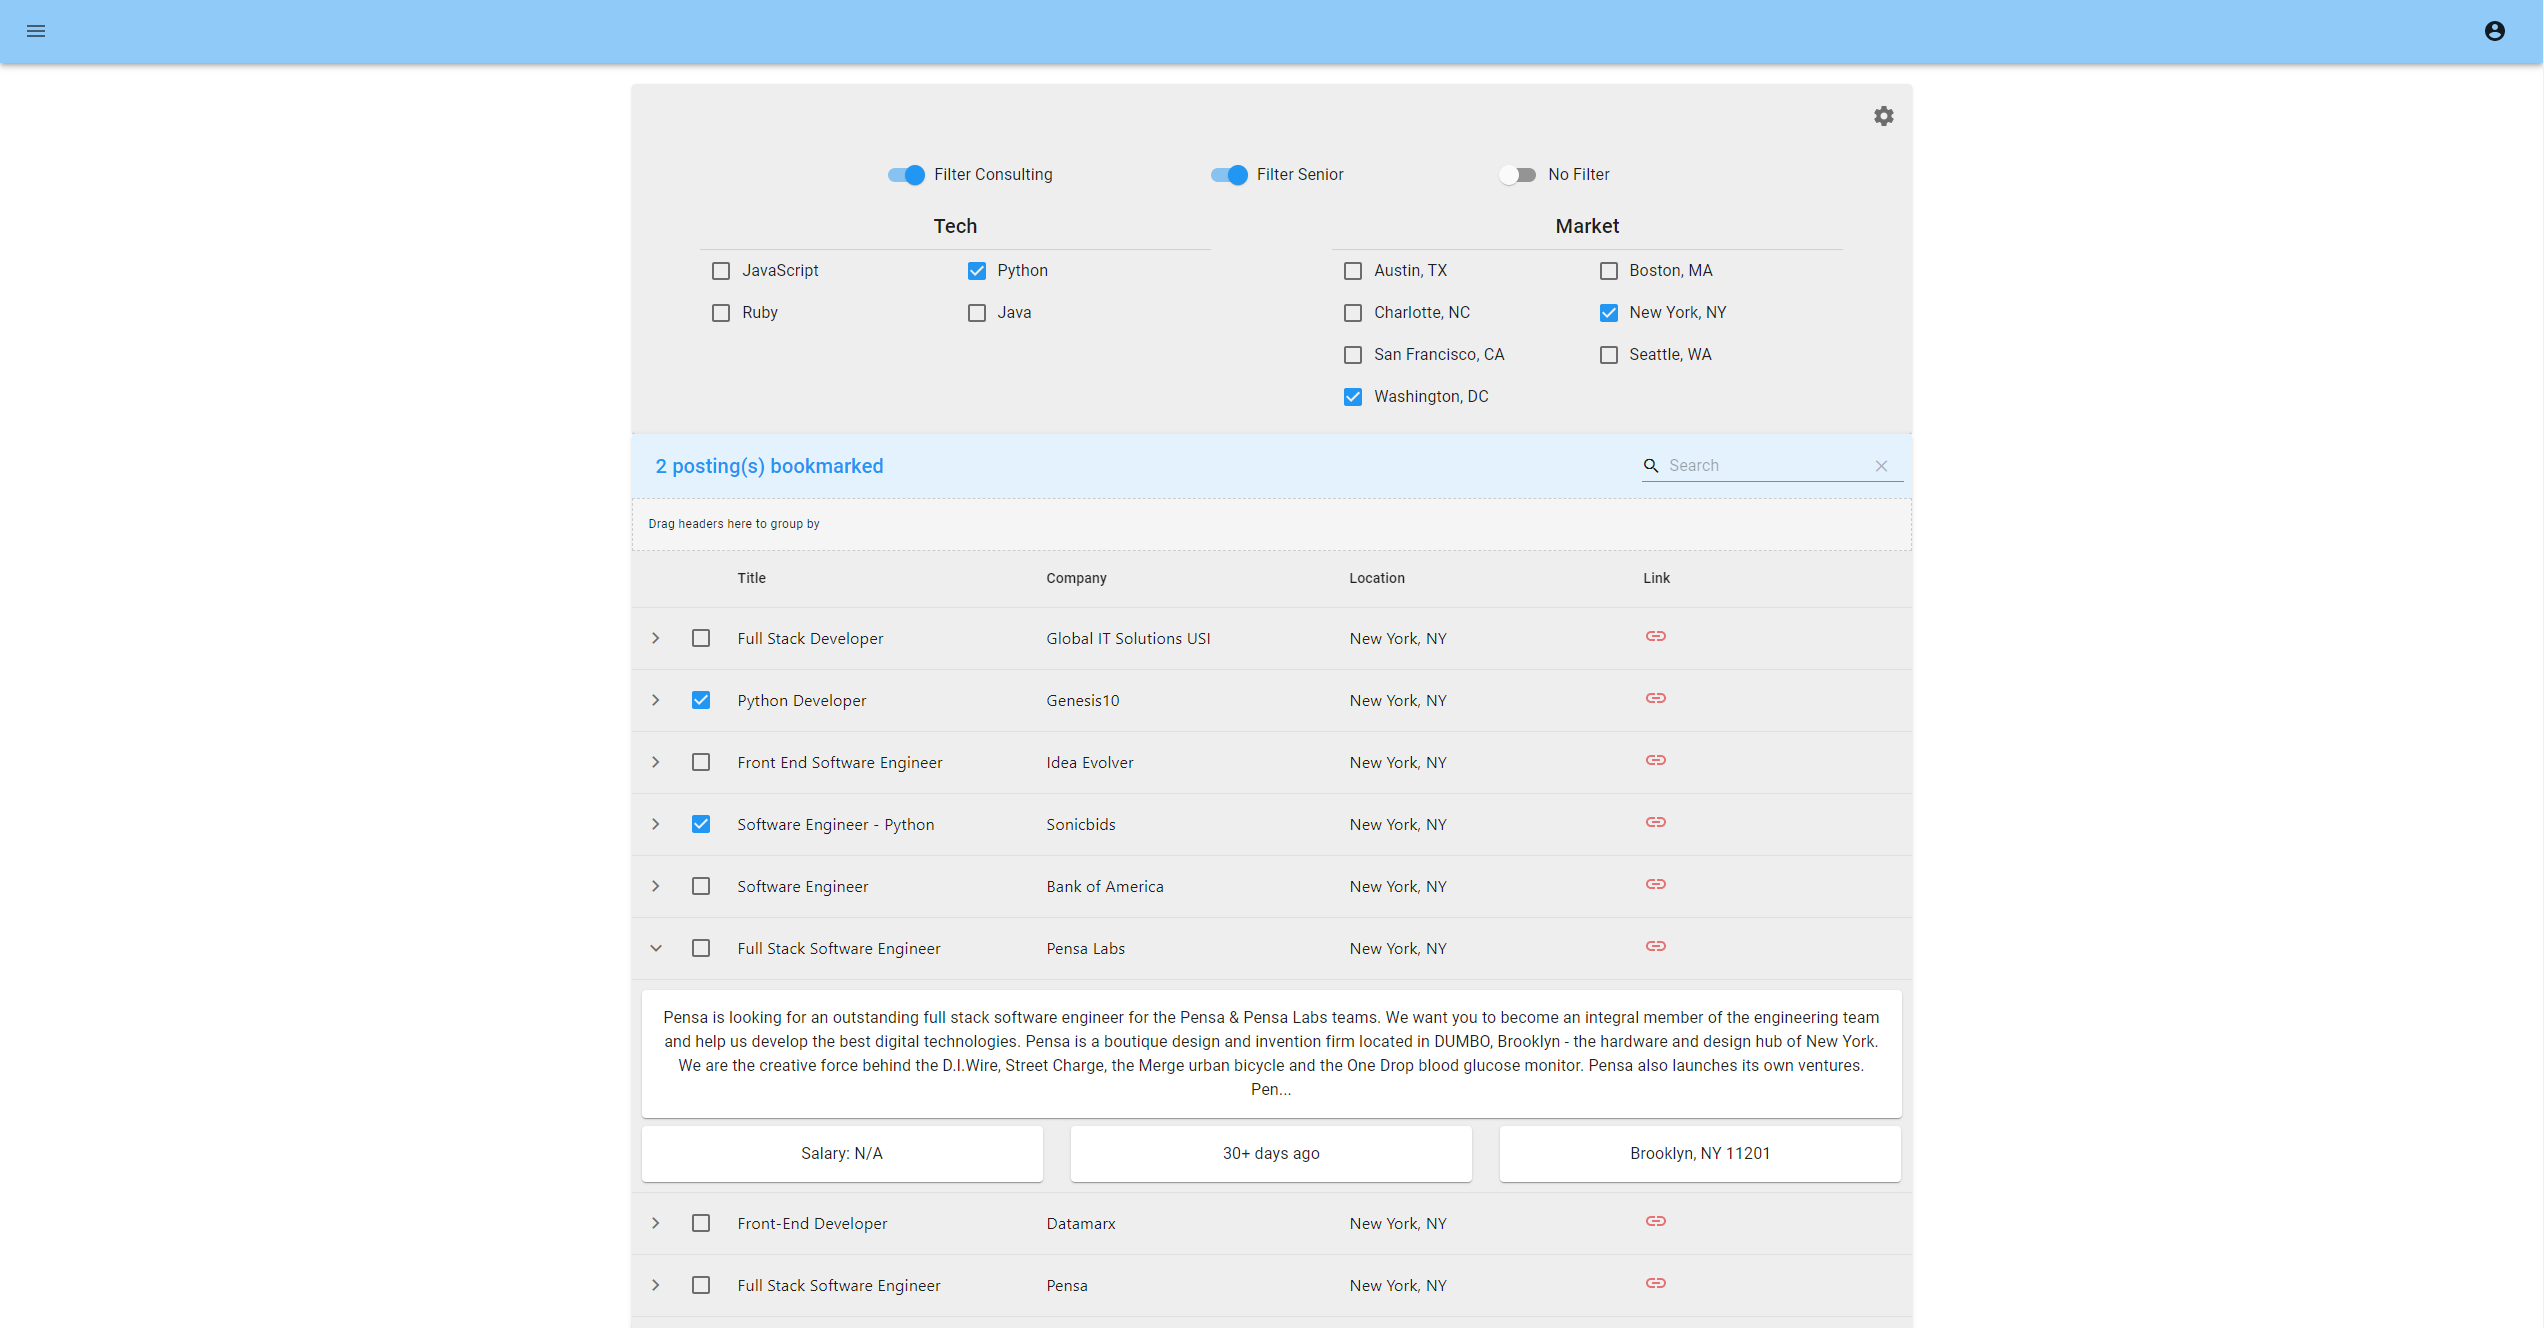 Filter Consulting Filter Senior No Filter
Tech Market
JavaScript Python Austin, TX Boston, MA
Ruby Java Charlotte, NC New York, NY
San Francisco, CA Seattle, WA
Washington, DC
2 posting(s) bookmarked Search
Drag headers here to group by
Title Company Location Link
Full Stack Developer Global IT Solutions USI New York, NY
Python Developer Genesis10 New York, NY
Front End Software Engineer Idea Evolver New York, NY
Software Engineer - Python Sonicbids New York, NY
Software Engineer Bank of America New York, NY
Full Stack Software Engineer Pensa Labs New York, NY
Pensa is looking for an outstanding full stack software engineer for the Pensa & Pensa Labs teams. We want you to become an integral member of the engineering team
and help us develop the best digital technologies. Pensa is a boutique design and invention firm located in DUMBO, Brooklyn - the hardware and design hub of New York.
We are the creative force behind the D.I.Wire, Street Charge, the Merge urban bicycle and the One Drop blood glucose monitor. Pensa also launches its own ventures.
Pen...
Salary: N/A 30+ days ago Brooklyn, NY 11201
Front-End Developer Datamarx New York, NY
Full Stack Software Engineer Pensa New York, NY